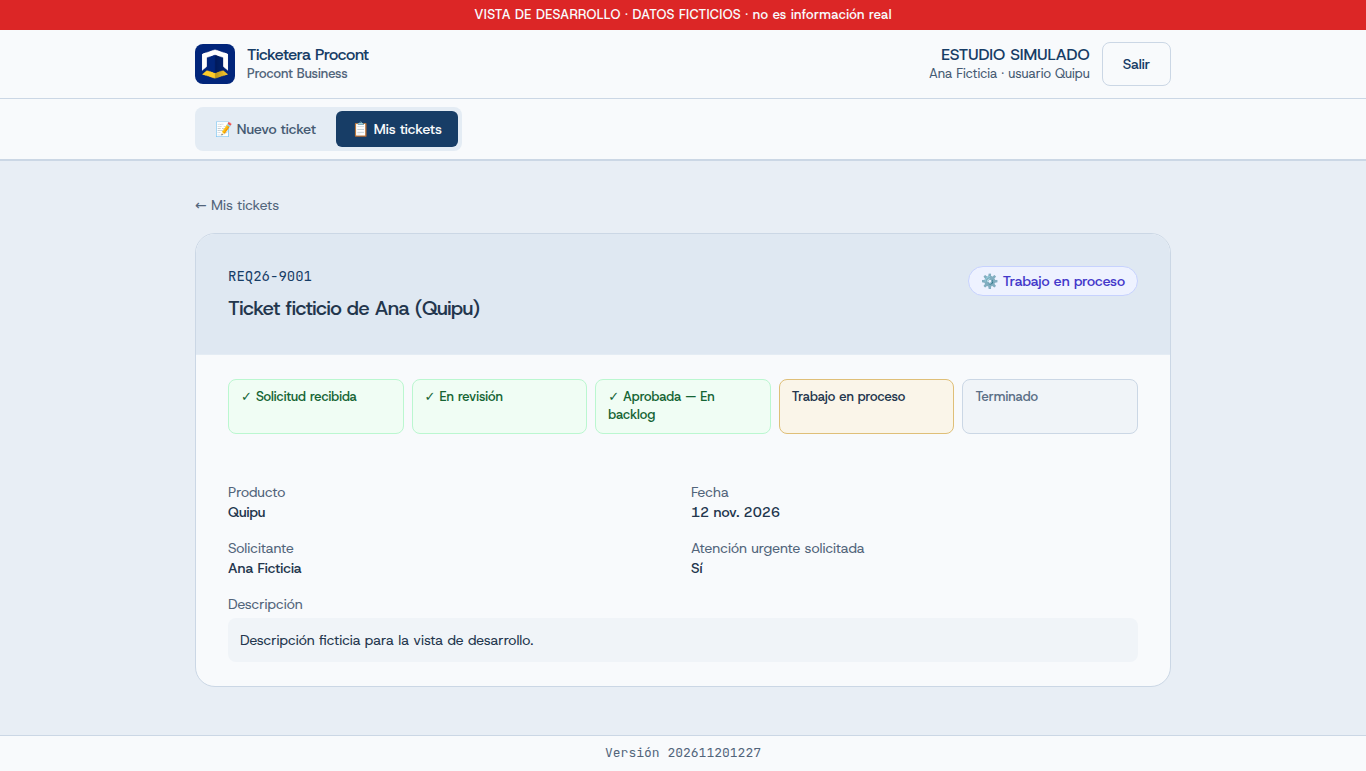 VISTA DE DESARROLLO · DATOS FICTICIOS · no es información real
Ticketera Procont
Procont Business
ESTUDIO SIMULADO
Ana Ficticia · usuario Quipu
Salir
📝 Nuevo ticket
📋 Mis tickets
← Mis tickets
REQ26-9001
Ticket ficticio de Ana (Quipu)
⚙️ Trabajo en proceso
✓ Solicitud recibida
✓ En revisión
✓ Aprobada — En
backlog
Trabajo en proceso
Terminado
Producto
Quipu
Fecha
12 nov. 2026
Solicitante
Ana Ficticia
Atención urgente solicitada
Sí
Descripción
Descripción ficticia para la vista de desarrollo.
Versión 202611201227